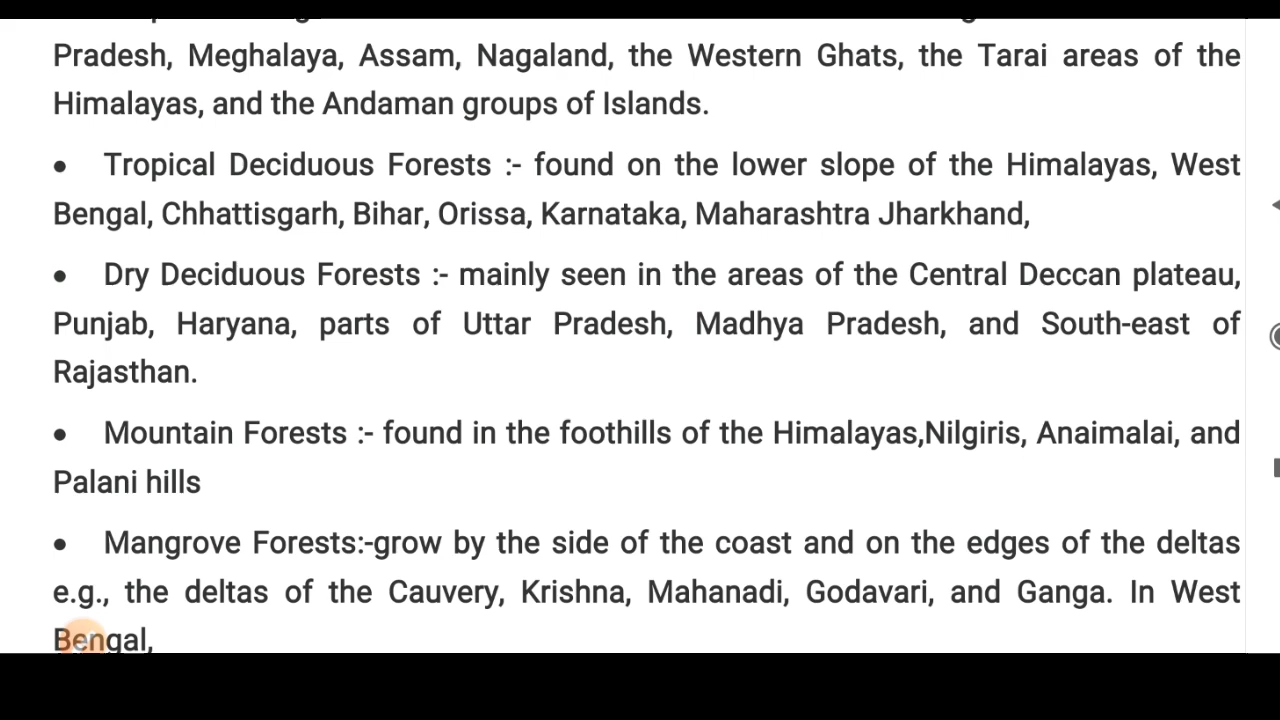 Pradesh, Meghalaya, Assam, Nagaland, the Western Ghats, the Tarai areas of the
Himalayas, and the Andaman groups of Islands.
• Tropical Deciduous Forests :- found on the lower slope of the Himalayas, West
Bengal, Chhattisgarh, Bihar, Orissa, Karnataka, Maharashtra Jharkhand,
• Dry Deciduous Forests :- mainly seen in the areas of the Central Deccan plateau,
Punjab, Haryana, parts of Uttar Pradesh, Madhya Pradesh, and South-east of
Rajasthan.
• Mountain Forests :- found in the foothills of the Himalayas,Nilgiris, Anaimalai, and
Palani hills
• Mangrove Forests:-grow by the side of the coast and on the edges of the deltas
e.g., the deltas of the Cauvery, Krishna, Mahanadi, Godavari, and Ganga. In West
Bengal,